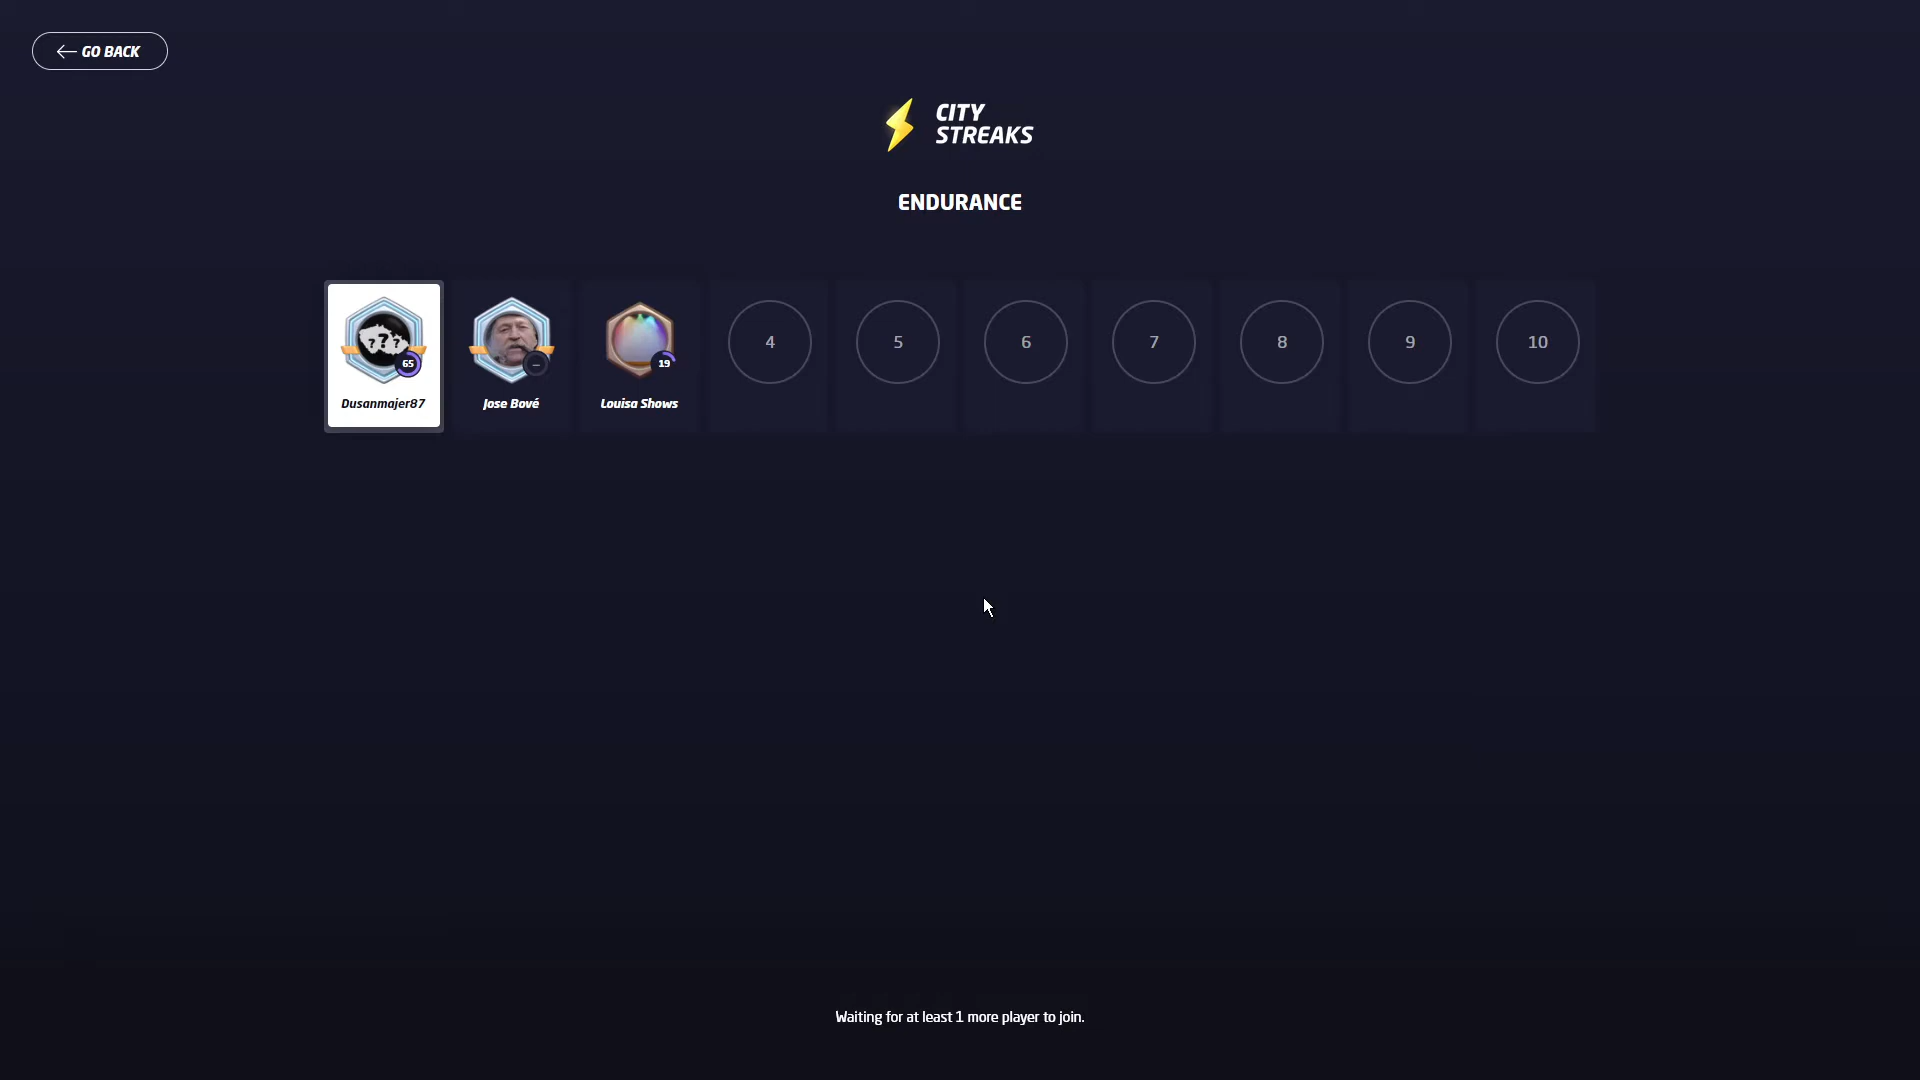 GO BACK
CITY
STREAKS
ENDURANCE
? ? ?
65
–
19
4
5
6
7
8
9
10
Dusanmajer87
Jose Bové
Louisa Shows
Waiting for at least 1 more player to join.